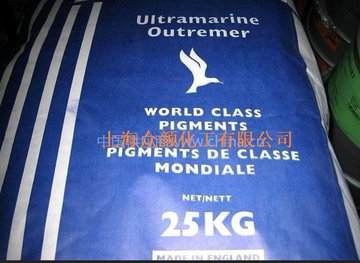 Ultramarine
Outremer
WORLD CLASS
PIGMENTS
上海众颜化工有限公司
PIGMENTS DE CLASSE
MONDIALE
NET/NETT
25KG
MADE IN ENGLAND